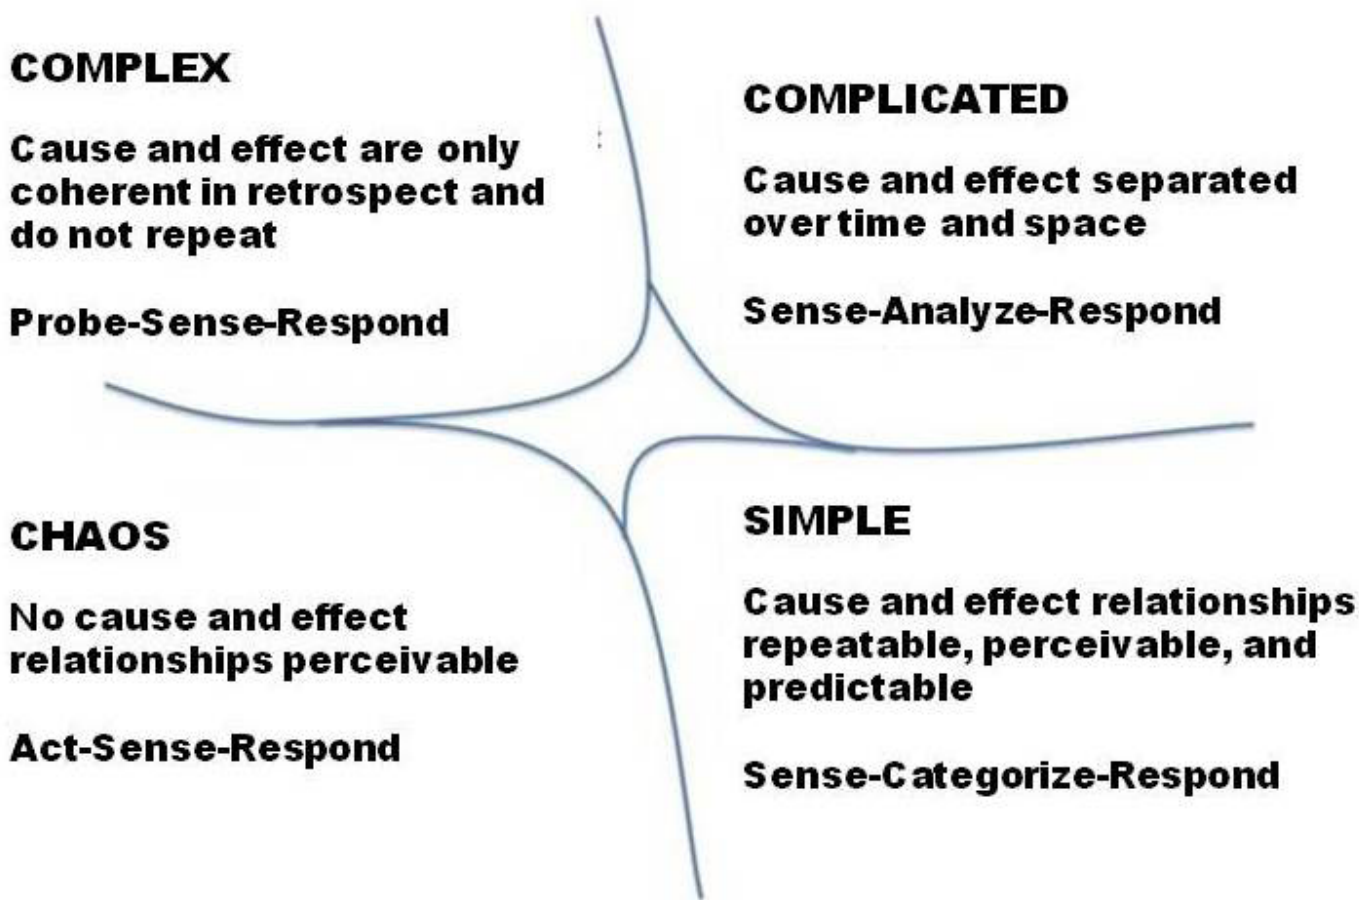 COMPLEX
Cause and effect are only
coherent in retrospect and
do not repeat
Probe-Sense-Respond
COMPLICATED
Cause and effect separated
over time and space
Sense-Analyze-Respond
CHAOS
No cause and effect
relationships perceivable
Act-Sense-Respond
SIMPLE
Cause and effect relationships
repeatable, perceivable, and
predictable
Sense-Categorize-Respond